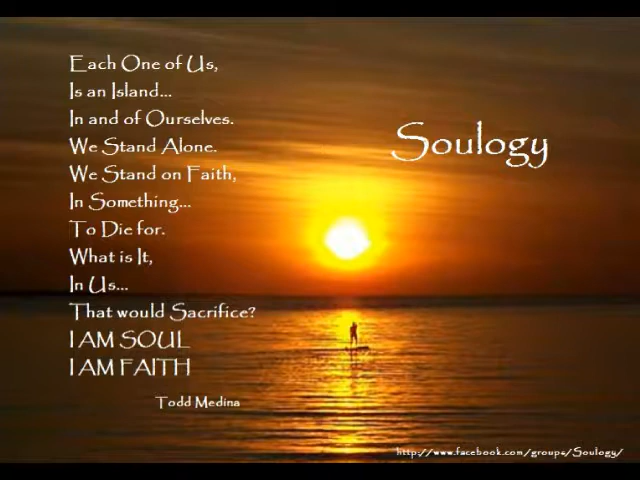 Each One of Us,
Is an Island...
In and of Ourselves.
We Stand Alone.
We Stand on Faith,
In Something...
To Die for.
What is It,
In Us...
That would Sacrifice?
I AM SOUL
I AM FAITH
Todd Medina
Soulogy
http://www.facebook.com/groups/Soulogy/